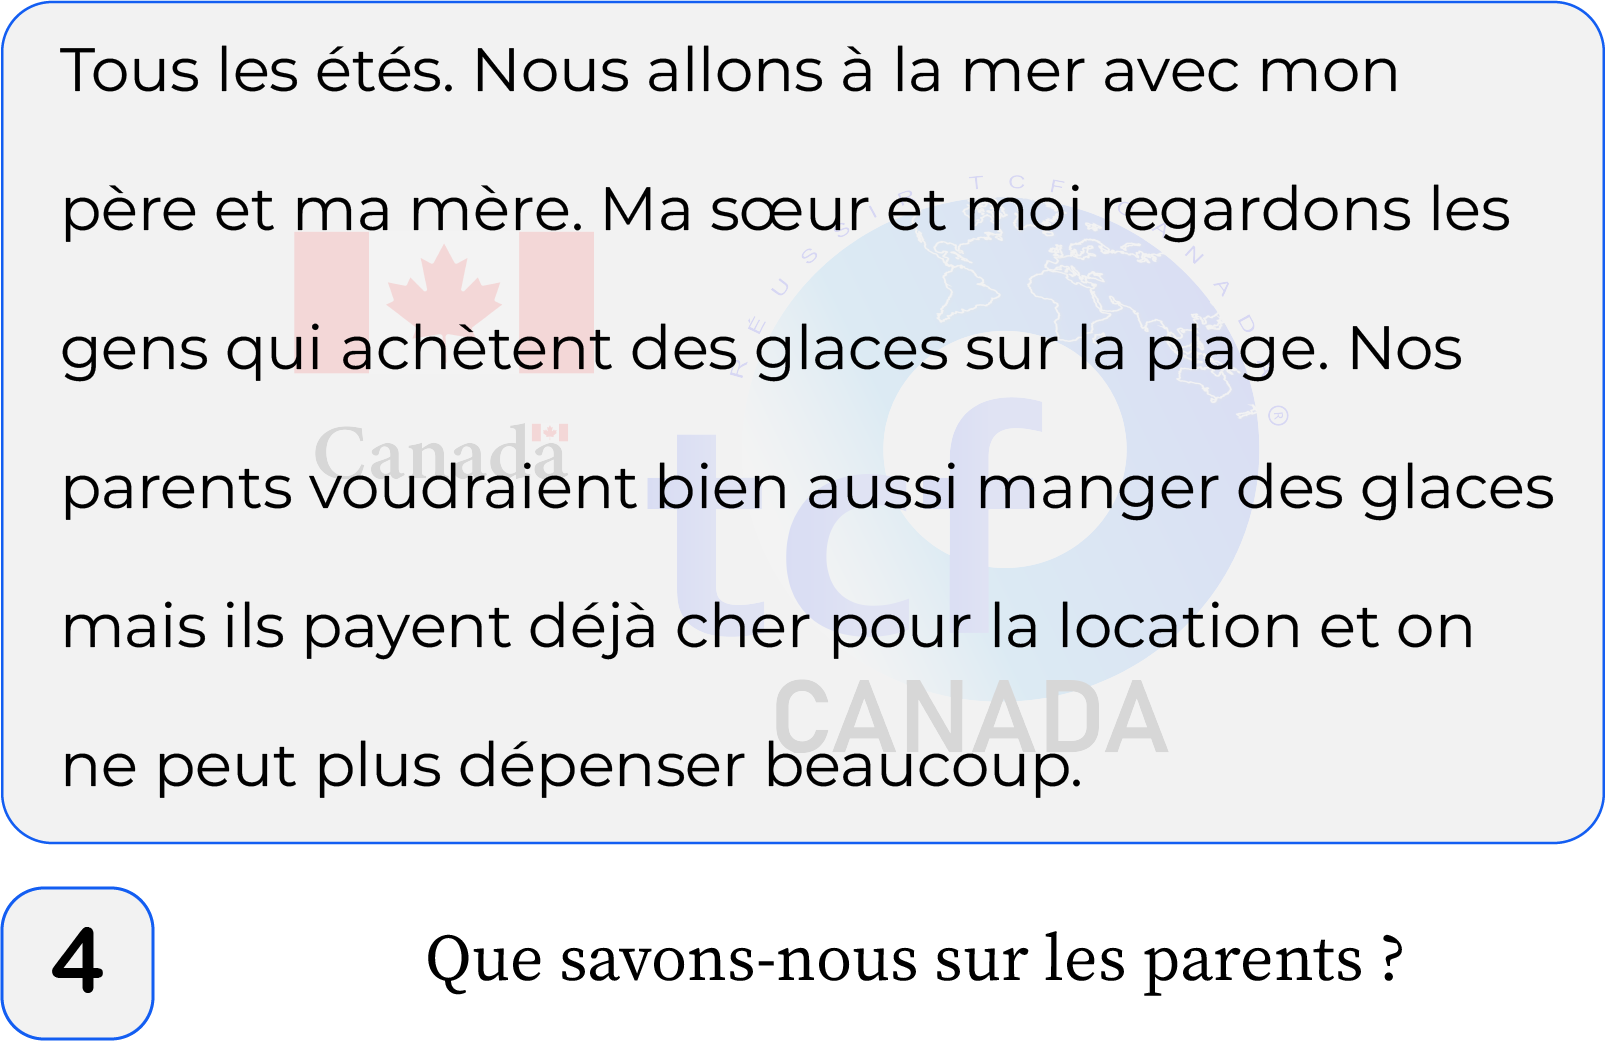 Tous les étés. Nous allons à la mer avec mon
père et ma mère. Ma sœur et moi regardons les
gens qui achètent des glaces sur la plage. Nos
parents voudraient bien aussi manger des glaces
mais ils payent déjà cher pour la location et on
ne peut plus dépenser beaucoup.
RÉUSSIR TCF CANADA ®
Canada
tcf
CANADA
4
Que savons-nous sur les parents ?